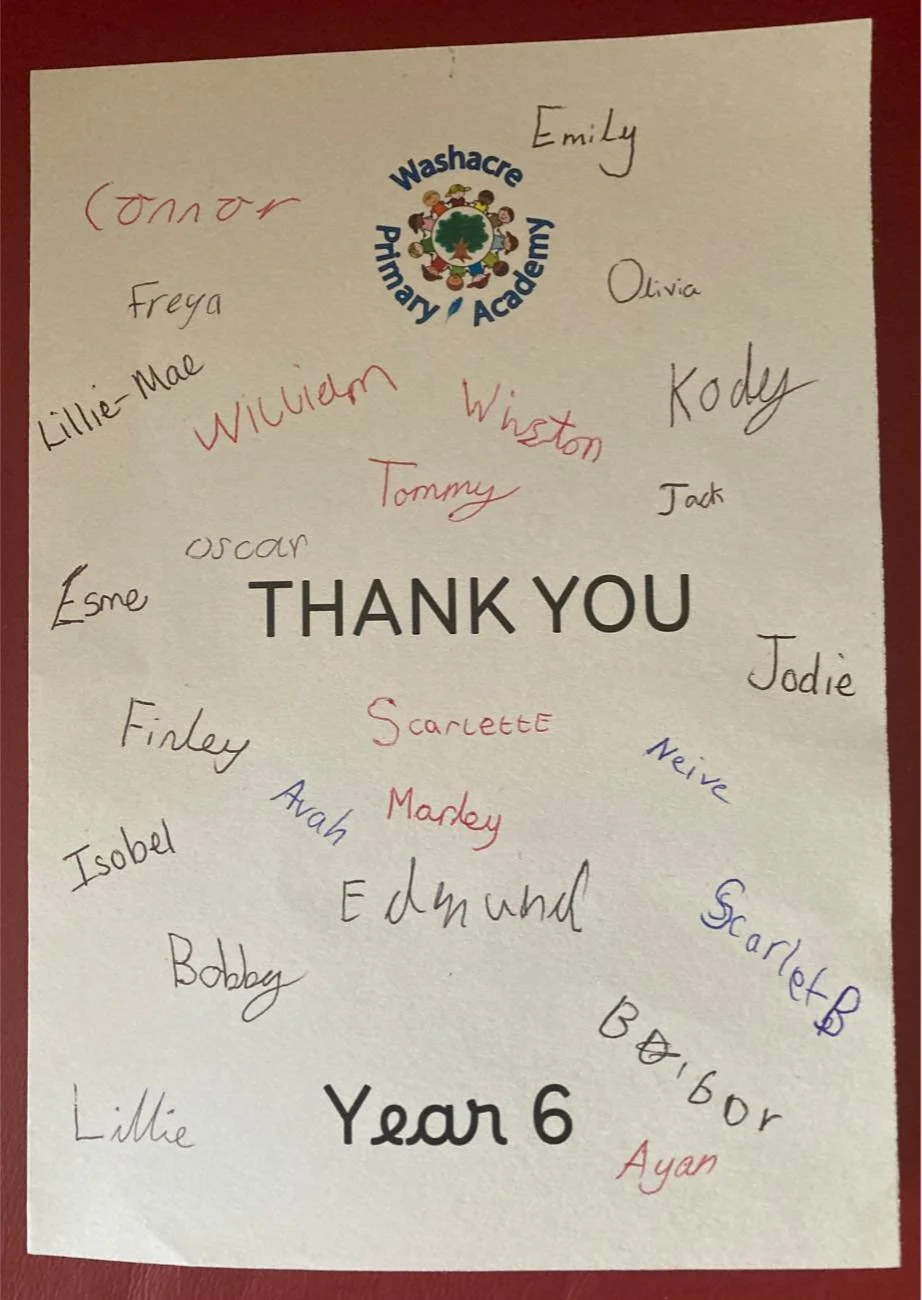 Emily
Washacre
Primary Academy
Connor
Olivia
Freya
Lillie-Mae
William
Winston
Kody
Tommy
Jack
oscar
Esme
THANK YOU
Jodie
Finley
ScarlettE
Neive
Avah
Marley
Isobel
Edmund
Scarlet B
Bobby
Lillie
Year 6
Ayan